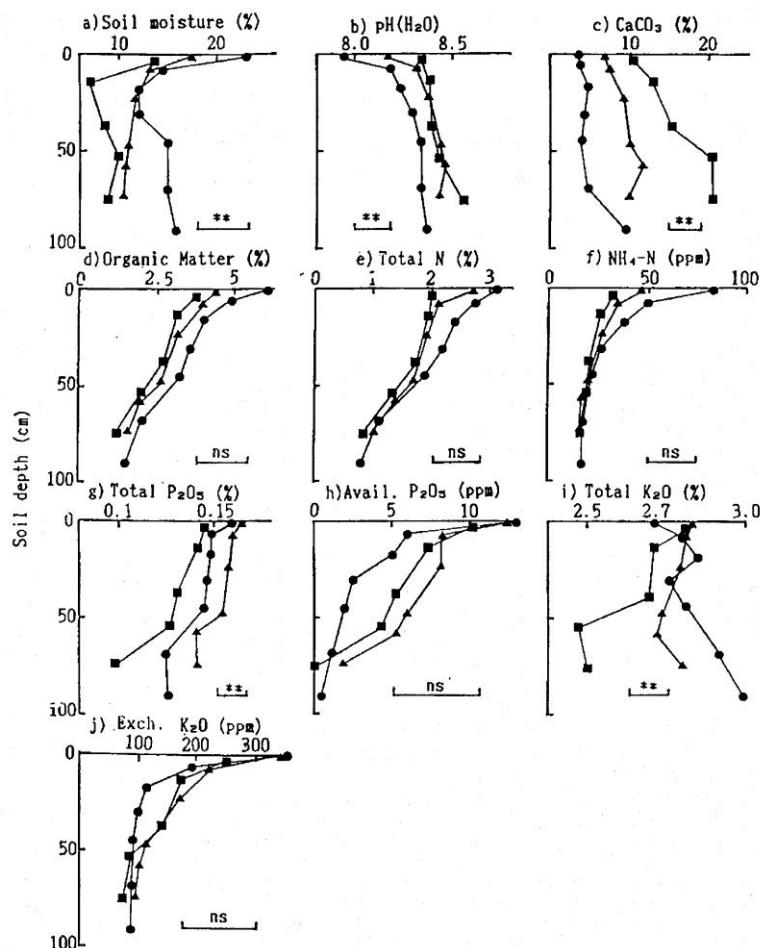 a)Soil moisture (%)
b) pH(H₂O)
c) CaCO₃ (%)
10 20
8.0 8.5
0 10 20
0
50
100
**
**
**
d)Organic Matter (%)
e) Total N (%)
f) NH₄-N (ppm)
0 2.5 5
0 1 2 3
0 50 100
0
50
100
ns
ns
ns
Soil depth (cm)
g) Total P₂O₅ (%)
h)Avail. P₂O₅ (ppm)
i) Total K₂O (%)
0.1 0.15
0 5 10
2.5 2.7 3.0
0
50
100
**
ns
**
j) Exch. K₂O (ppm)
100 200 300
0
50
100
ns